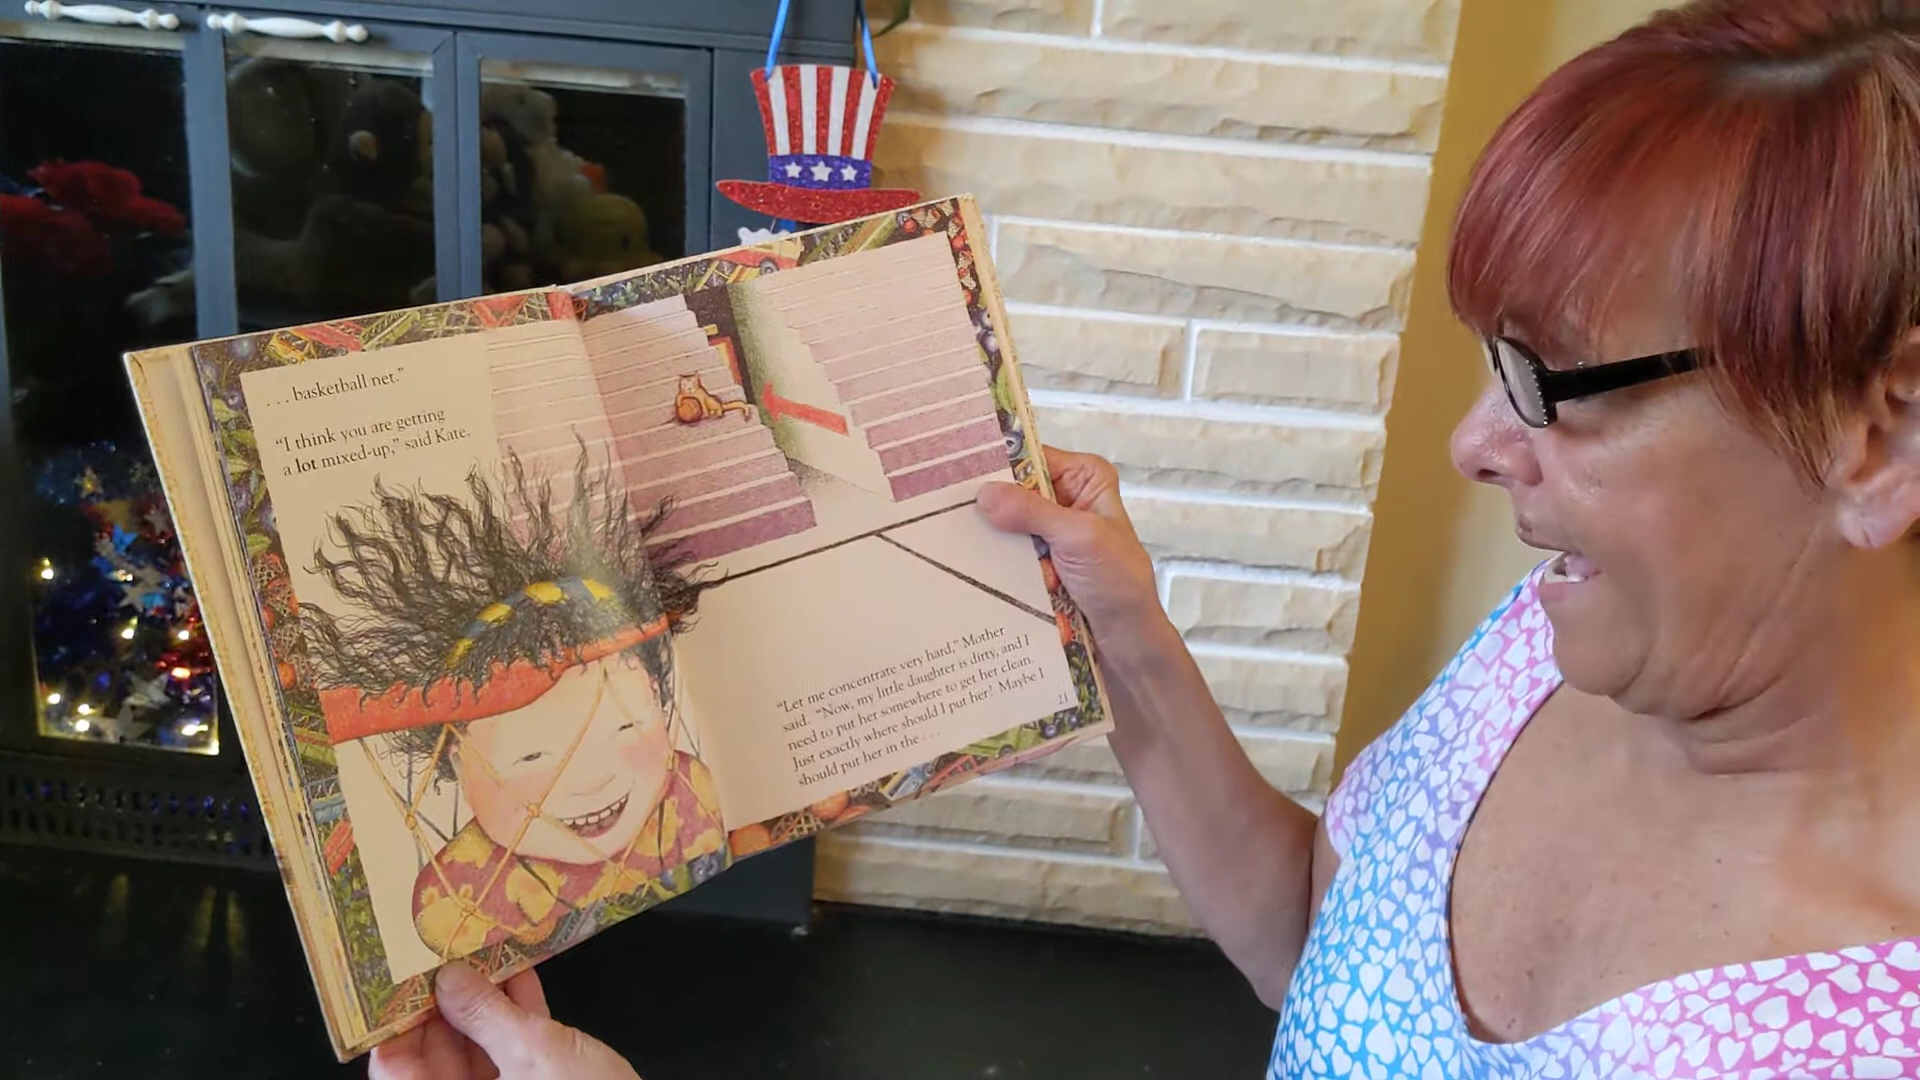 . . . basketball net.”
“I think you are getting
a lot mixed-up,” said Kate.
“Let me concentrate very hard,” Mother
said. “Now, my little daughter is dirty, and I
need to put her somewhere to get her clean.
Just exactly where should I put her? Maybe I
should put her in the . . .
21